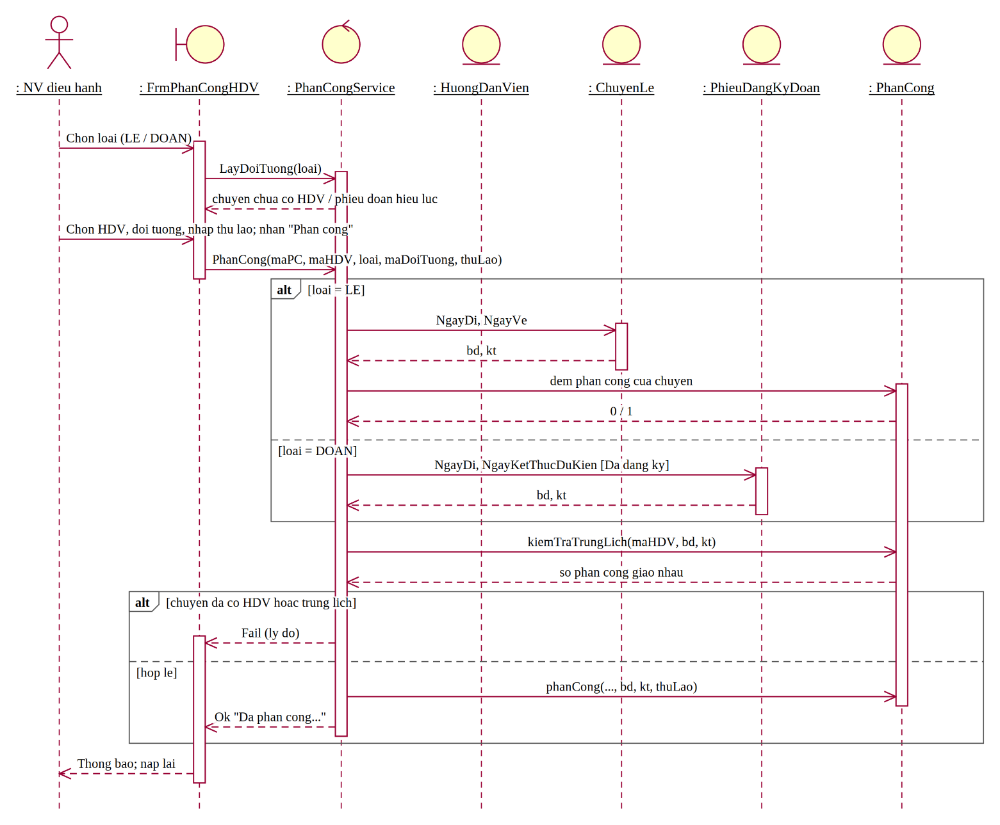 : NV dieu hanh
: FrmPhanCongHDV
: PhanCongService
: HuongDanVien
: ChuyenLe
: PhieuDangKyDoan
: PhanCong
Chon loai (LE / DOAN)
LayDoiTuong(loai)
chuyen chua co HDV / phieu doan hieu luc
Chon HDV, doi tuong, nhap thu lao; nhan "Phan cong"
PhanCong(maPC, maHDV, loai, maDoiTuong, thuLao)
alt [loai = LE]
NgayDi, NgayVe
bd, kt
dem phan cong cua chuyen
0 / 1
[loai = DOAN]
NgayDi, NgayKetThucDuKien [Da dang ky]
bd, kt
kiemTraTrungLich(maHDV, bd, kt)
so phan cong giao nhau
alt [chuyen da co HDV hoac trung lich]
Fail (ly do)
[hop le]
phanCong(..., bd, kt, thuLao)
Ok "Da phan cong..."
Thong bao; nap lai